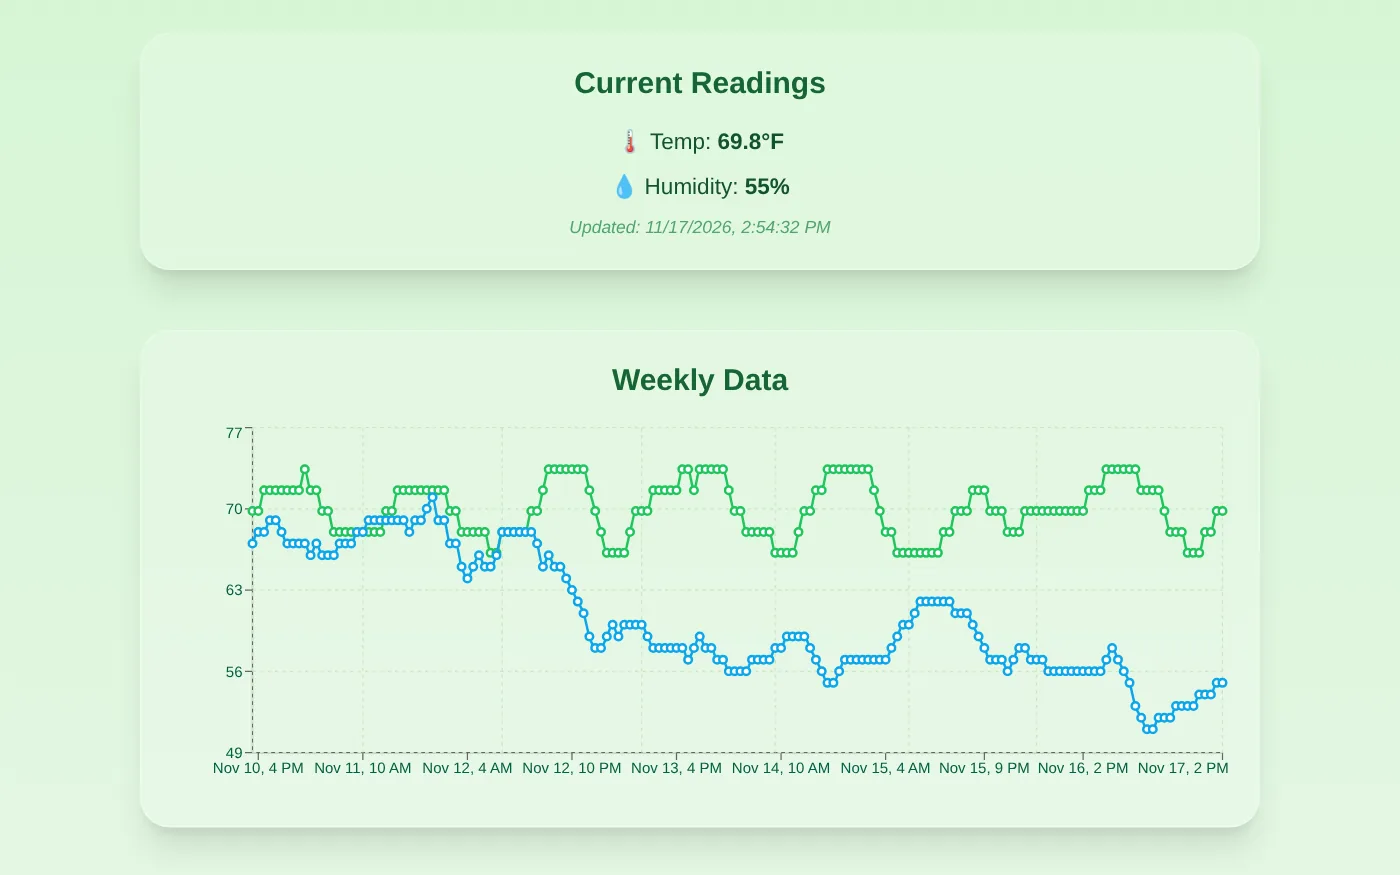 Current Readings
🌡️ Temp: 69.8°F
💧 Humidity: 55%
Updated: 11/17/2026, 2:54:32 PM
Weekly Data
77
70
63
56
49
Nov 10, 4 PM Nov 11, 10 AM Nov 12, 4 AM Nov 12, 10 PM Nov 13, 4 PM Nov 14, 10 AM Nov 15, 4 AM Nov 15, 9 PM Nov 16, 2 PM Nov 17, 2 PM